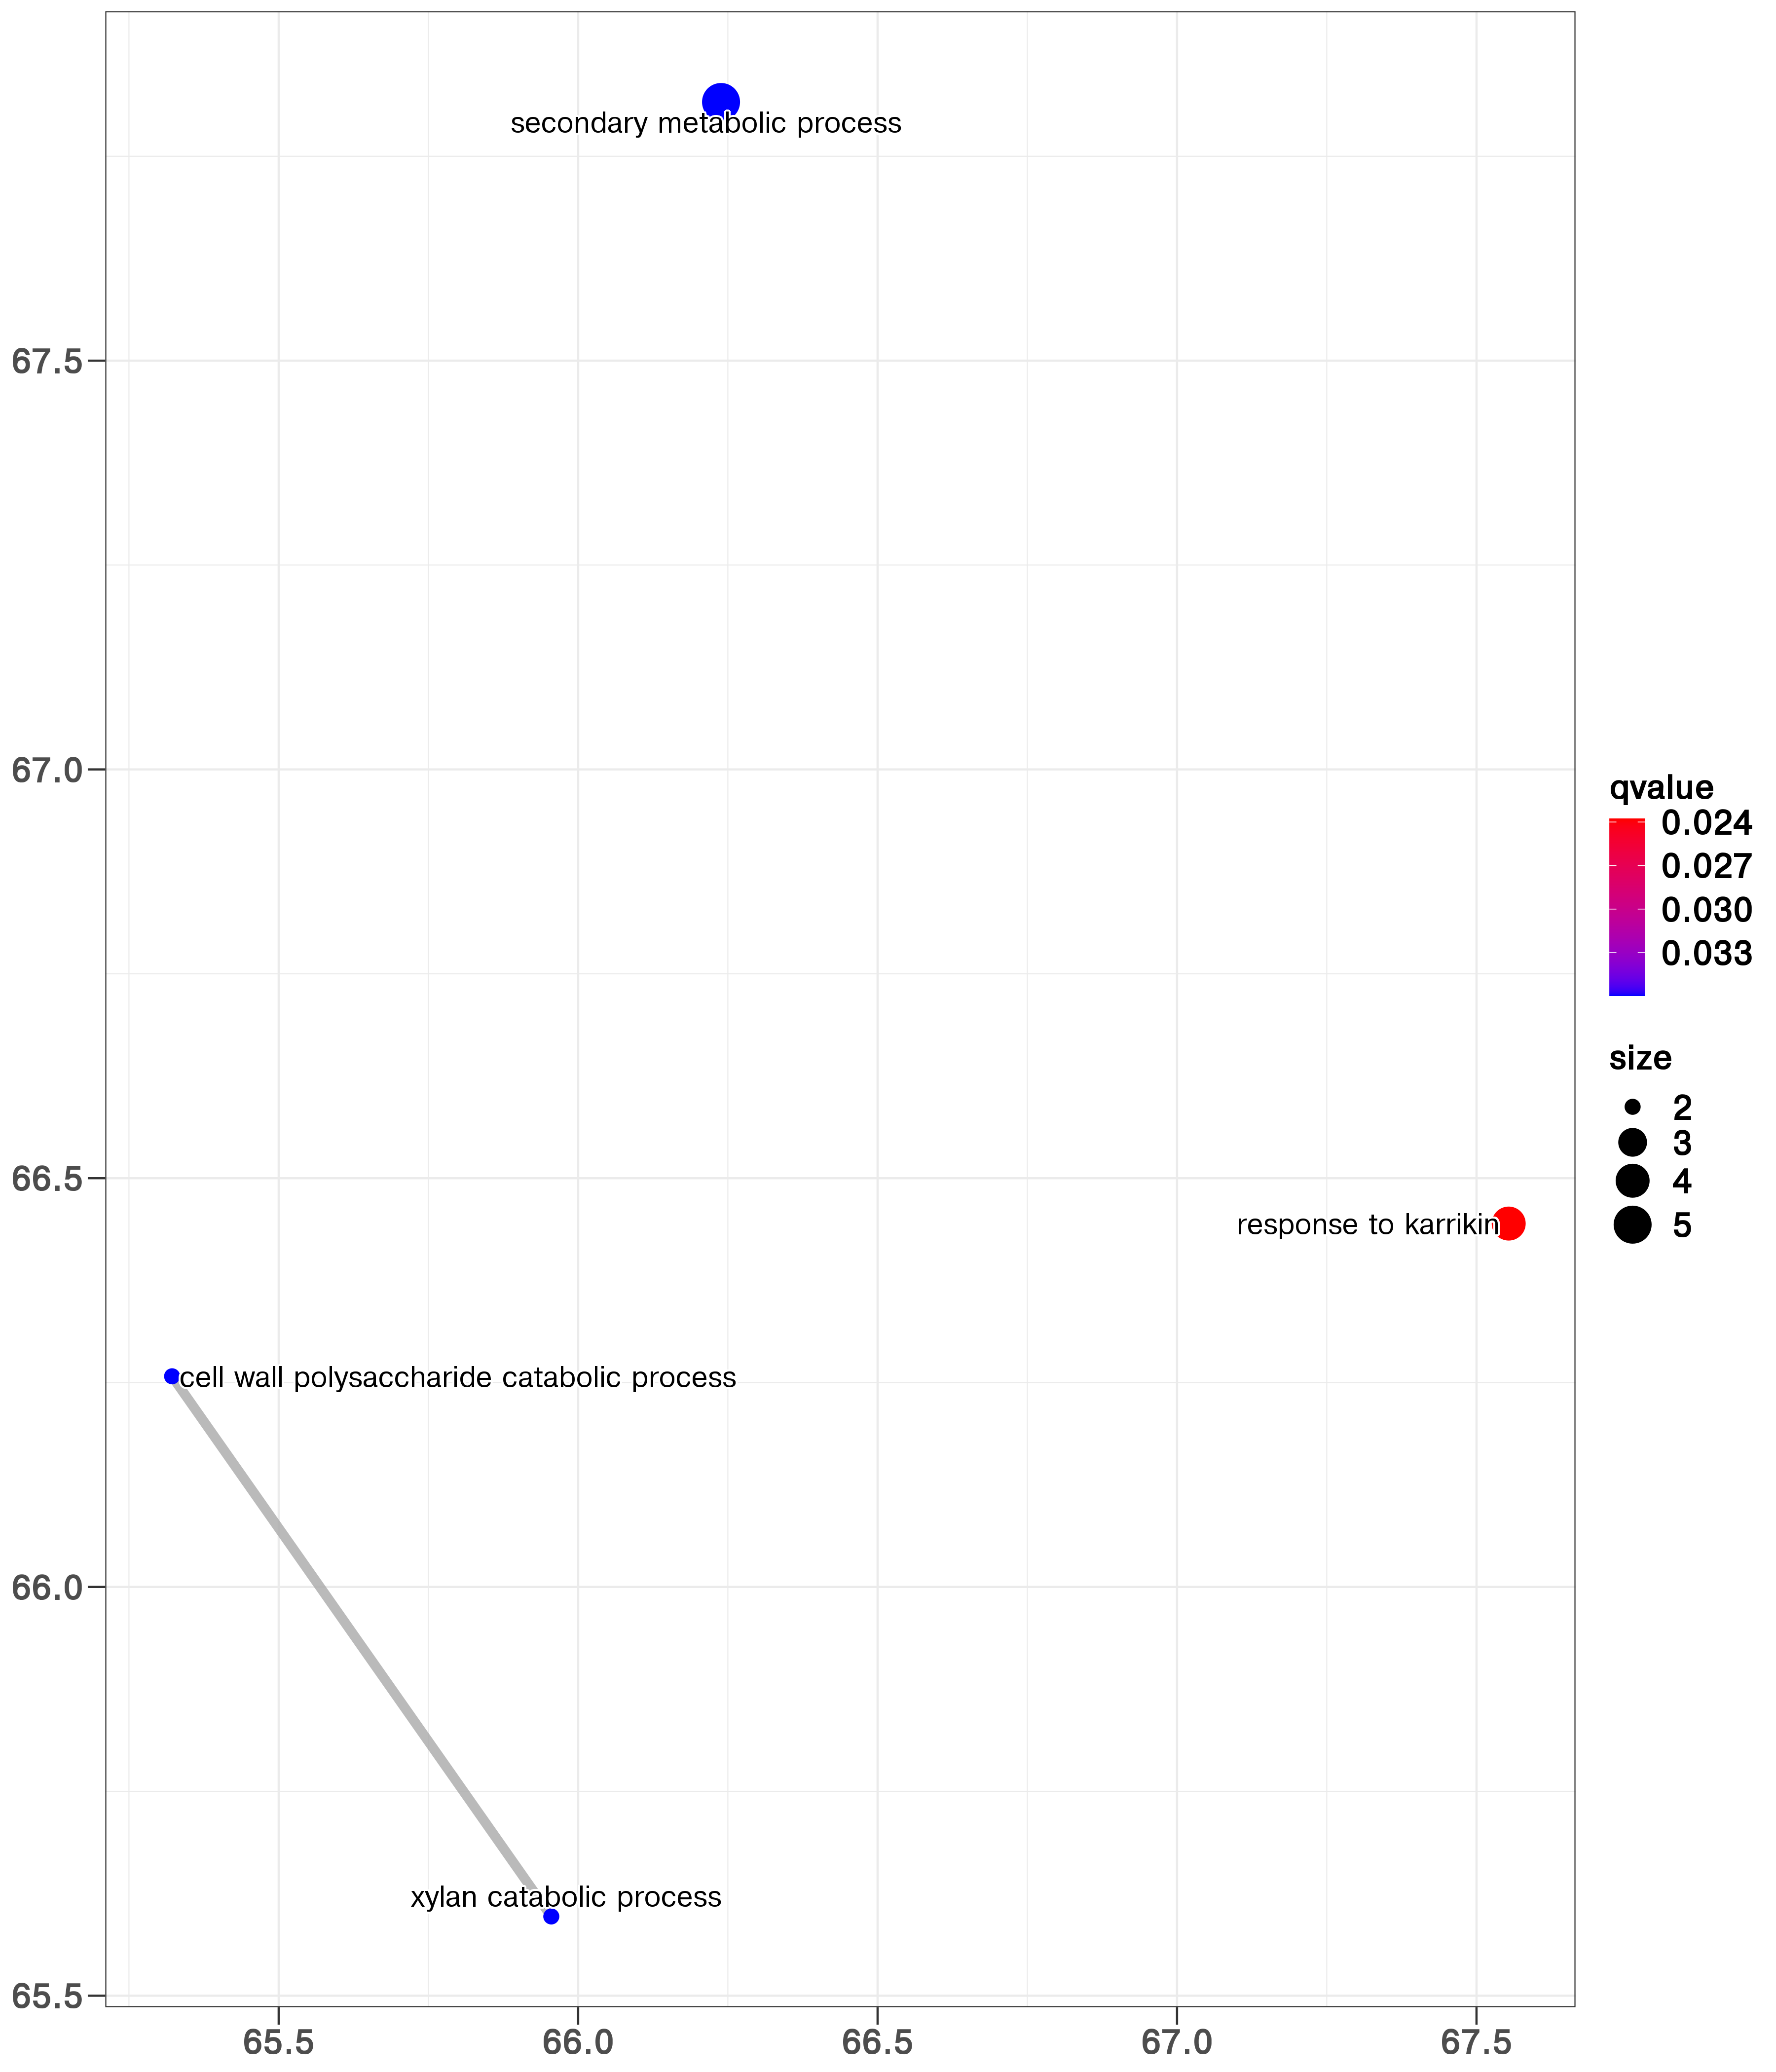 secondary metabolic process
67.5
67.0
66.5
66.0
65.5
response to karrikin
cell wall polysaccharide catabolic process
xylan catabolic process
65.5 66.0 66.5 67.0 67.5
qvalue
0.024
0.027
0.030
0.033
size
2
3
4
5